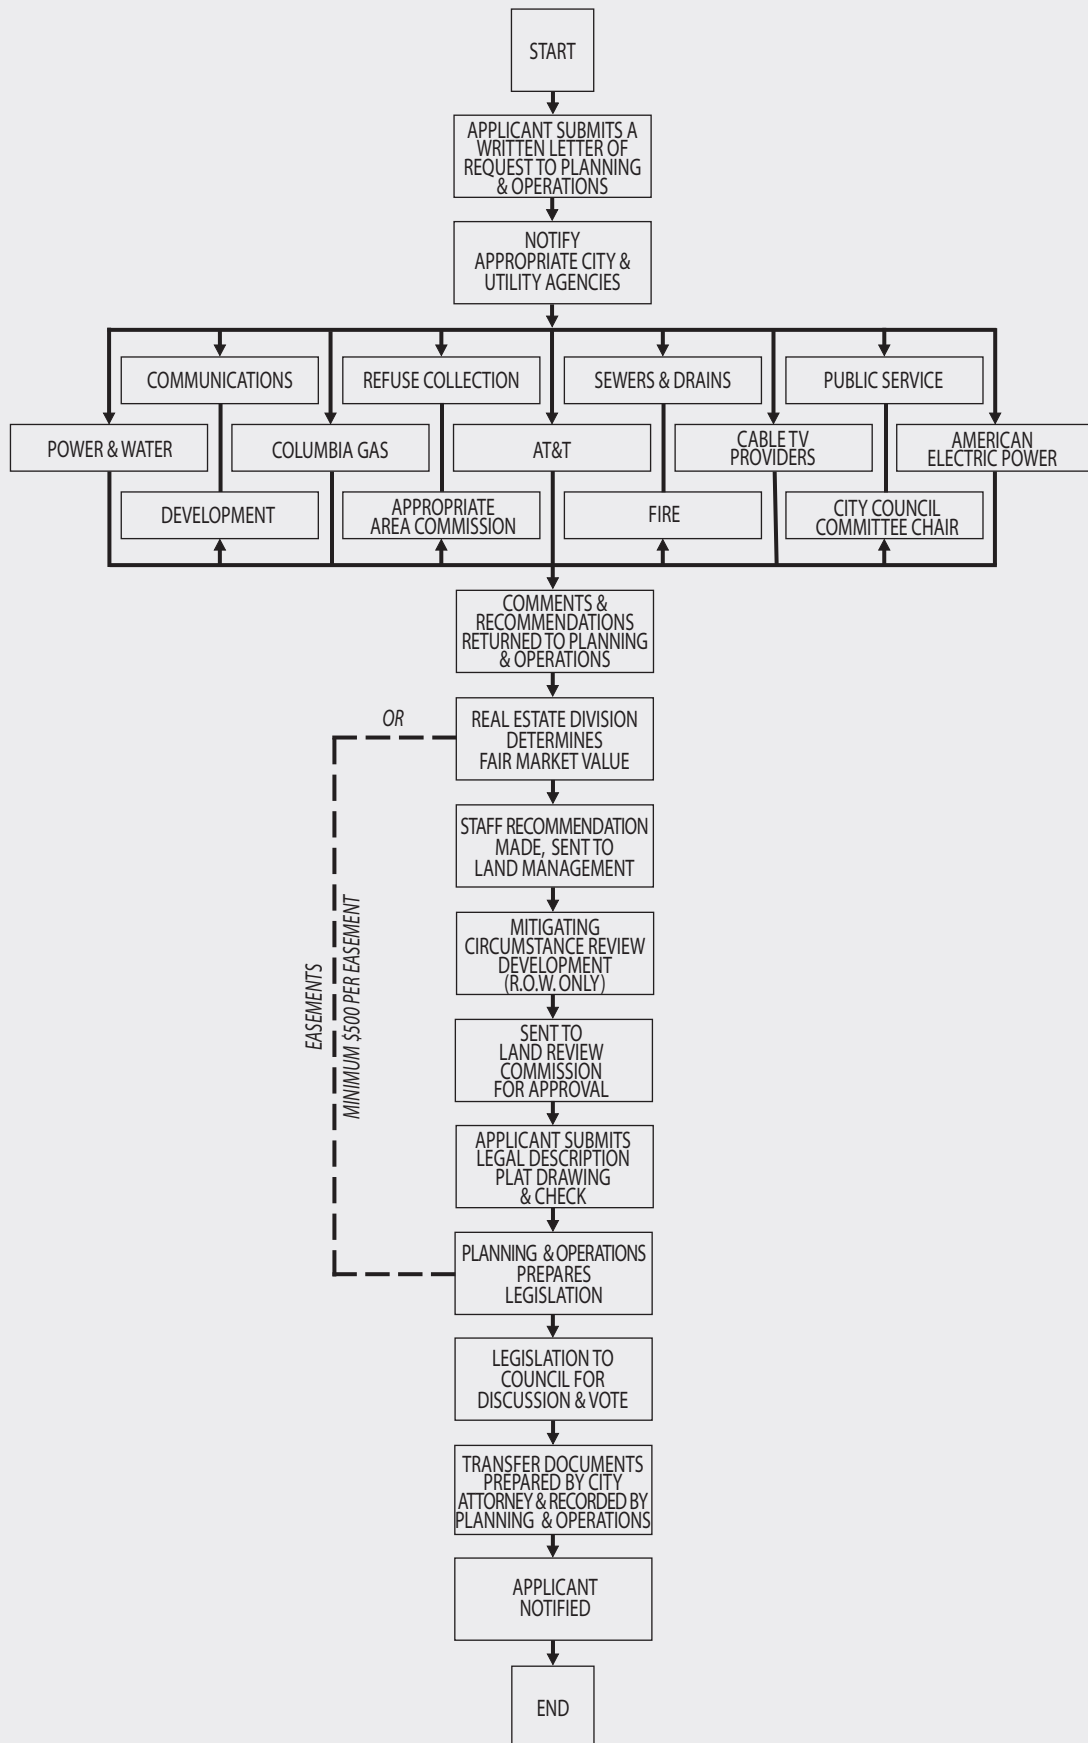 START
APPLICANT SUBMITS A
WRITTEN LETTER OF
REQUEST TO PLANNING
& OPERATIONS
NOTIFY
APPROPRIATE CITY &
UTILITY AGENCIES
COMMUNICATIONS
REFUSE COLLECTION
SEWERS & DRAINS
PUBLIC SERVICE
POWER & WATER
COLUMBIA GAS
AT&T
CABLE TV
PROVIDERS
AMERICAN
ELECTRIC POWER
DEVELOPMENT
APPROPRIATE
AREA COMMISSION
FIRE
CITY COUNCIL
COMMITTEE CHAIR
COMMENTS &
RECOMMENDATIONS
RETURNED TO PLANNING
& OPERATIONS
OR
REAL ESTATE DIVISION
DETERMINES
FAIR MARKET VALUE
STAFF RECOMMENDATION
MADE, SENT TO
LAND MANAGEMENT
EASEMENTS
MINIMUM $500 PER EASEMENT
MITIGATING
CIRCUMSTANCE REVIEW
DEVELOPMENT
(R.O.W. ONLY)
SENT TO
LAND REVIEW
COMMISSION
FOR APPROVAL
APPLICANT SUBMITS
LEGAL DESCRIPTION
PLAT DRAWING
& CHECK
PLANNING & OPERATIONS
PREPARES
LEGISLATION
LEGISLATION TO
COUNCIL FOR
DISCUSSION & VOTE
TRANSFER DOCUMENTS
PREPARED BY CITY
ATTORNEY & RECORDED BY
PLANNING & OPERATIONS
APPLICANT
NOTIFIED
END